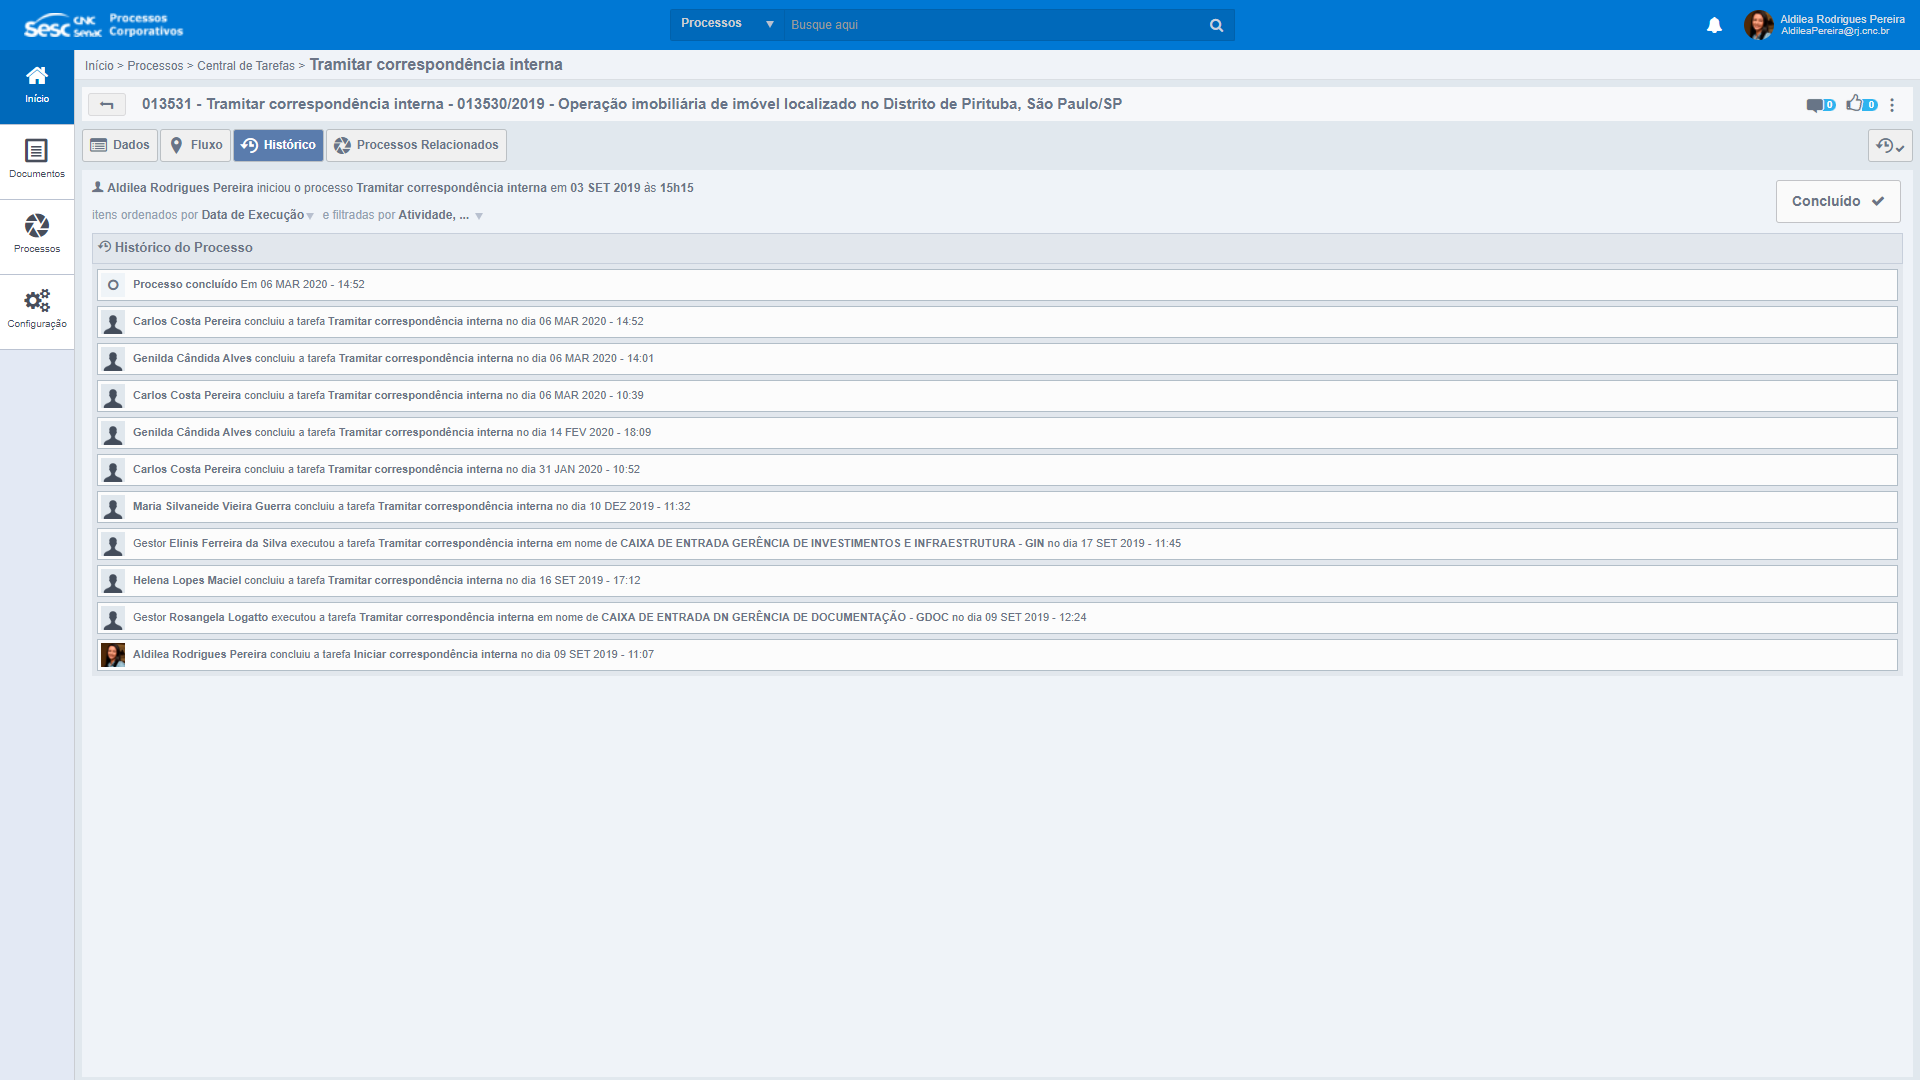 Sesc CNC Senac Processos Corporativos
Processos Busque aqui
Aldilea Rodrigues Pereira
AldileaPereira@rj.cnc.br
Início
Documentos
Processos
Configuração
Início > Processos > Central de Tarefas > Tramitar correspondência interna
013531 - Tramitar correspondência interna - 013530/2019 - Operação imobiliária de imóvel localizado no Distrito de Pirituba, São Paulo/SP
0 0
Dados Fluxo Histórico Processos Relacionados
Aldilea Rodrigues Pereira iniciou o processo Tramitar correspondência interna em 03 SET 2019 às 15h15
Concluído
itens ordenados por Data de Execução e filtradas por Atividade, ...
Histórico do Processo
Processo concluído Em 06 MAR 2020 - 14:52
Carlos Costa Pereira concluiu a tarefa Tramitar correspondência interna no dia 06 MAR 2020 - 14:52
Genilda Cândida Alves concluiu a tarefa Tramitar correspondência interna no dia 06 MAR 2020 - 14:01
Carlos Costa Pereira concluiu a tarefa Tramitar correspondência interna no dia 06 MAR 2020 - 10:39
Genilda Cândida Alves concluiu a tarefa Tramitar correspondência interna no dia 14 FEV 2020 - 18:09
Carlos Costa Pereira concluiu a tarefa Tramitar correspondência interna no dia 31 JAN 2020 - 10:52
Maria Silvaneide Vieira Guerra concluiu a tarefa Tramitar correspondência interna no dia 10 DEZ 2019 - 11:32
Gestor Elinis Ferreira da Silva executou a tarefa Tramitar correspondência interna em nome de CAIXA DE ENTRADA GERÊNCIA DE INVESTIMENTOS E INFRAESTRUTURA - GIN no dia 17 SET 2019 - 11:45
Helena Lopes Maciel concluiu a tarefa Tramitar correspondência interna no dia 16 SET 2019 - 17:12
Gestor Rosangela Logatto executou a tarefa Tramitar correspondência interna em nome de CAIXA DE ENTRADA DN GERÊNCIA DE DOCUMENTAÇÃO - GDOC no dia 09 SET 2019 - 12:24
Aldilea Rodrigues Pereira concluiu a tarefa Iniciar correspondência interna no dia 09 SET 2019 - 11:07